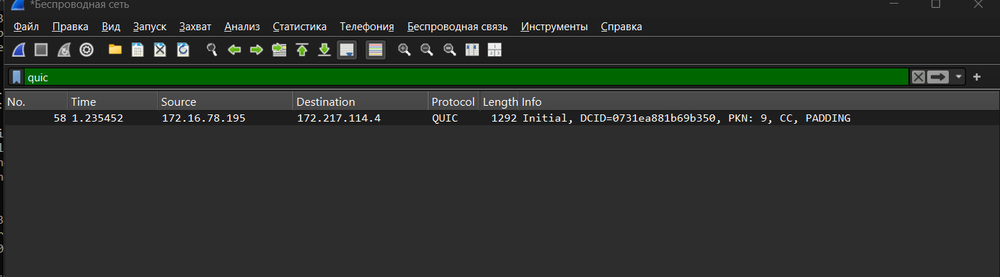 *Беспроводная сеть
Файл Правка Вид Запуск Захват Анализ Статистика Телефония Беспроводная связь Инструменты Справка
quic
No. Time Source Destination Protocol Length Info
58 1.235452 172.16.78.195 172.217.114.4 QUIC 1292 Initial, DCID=0731ea881b69b350, PKN: 9, CC, PADDING